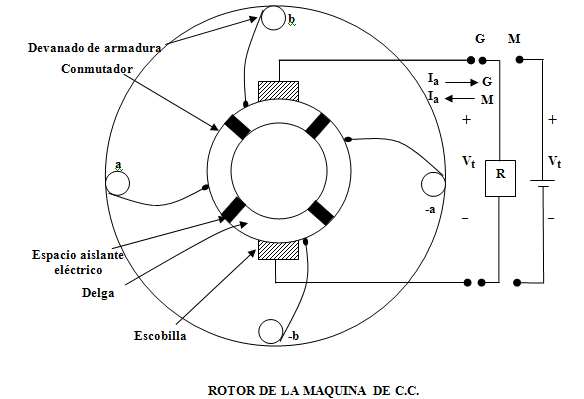 b
Devanado de armadura
Conmutador
G M
Ia G
Ia M
+ +
a
Vt R Vt
-a
– –
Espacio aislante
eléctrico
Delga
Escobilla
-b
ROTOR DE LA MAQUINA DE C.C.